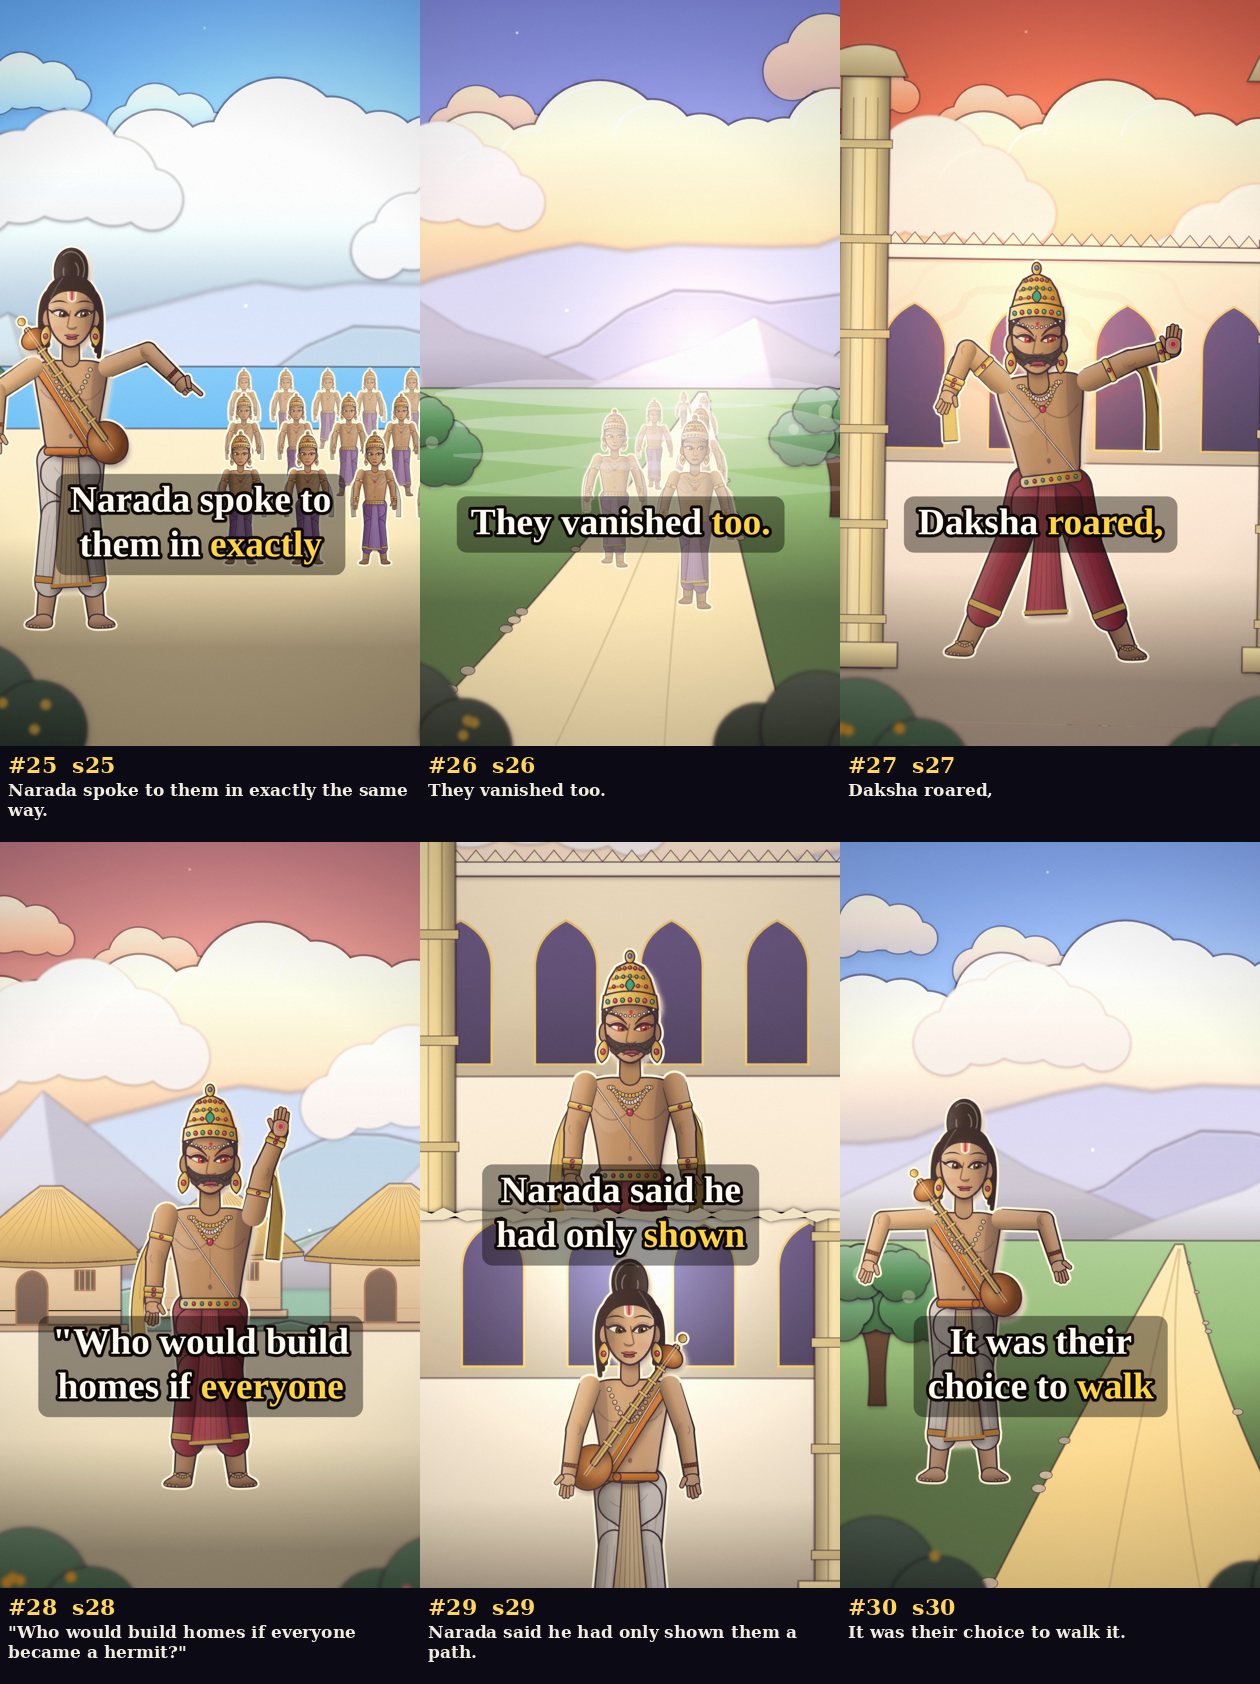 Narada spoke to
them in exactly
They vanished too.
Daksha roared,
#25 s25
Narada spoke to them in exactly the same
way.
#26 s26
They vanished too.
#27 s27
Daksha roared,
"Who would build
homes if everyone
Narada said he
had only shown
It was their
choice to walk
#28 s28
"Who would build homes if everyone
became a hermit?"
#29 s29
Narada said he had only shown them a
path.
#30 s30
It was their choice to walk it.